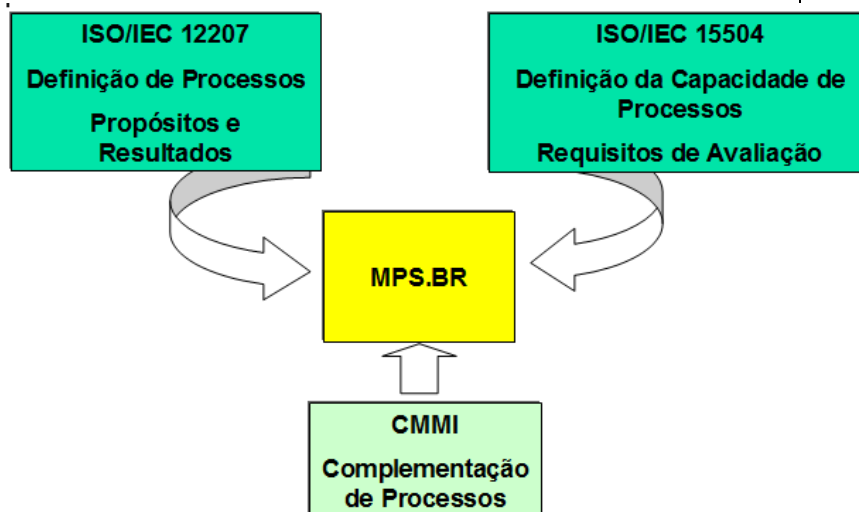 ISO/IEC 12207
Definição de Processos
Propósitos e
Resultados
ISO/IEC 15504
Definição da Capacidade de
Processos
Requisitos de Avaliação
MPS.BR
CMMI
Complementação
de Processos